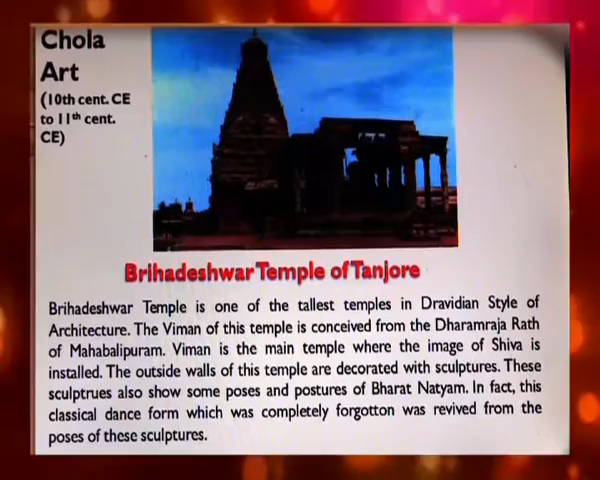 Chola
Art
(10th cent. CE
to 11th cent.
CE)
Brihadeshwar Temple of Tanjore
Brihadeshwar Temple is one of the tallest temples in Dravidian Style of
Architecture. The Viman of this temple is conceived from the Dharamraja Rath
of Mahabalipuram. Viman is the main temple where the image of Shiva is
installed. The outside walls of this temple are decorated with sculptures. These
sculptrues also show some poses and postures of Bharat Natyam. In fact, this
classical dance form which was completely forgotton was revived from the
poses of these sculptures.